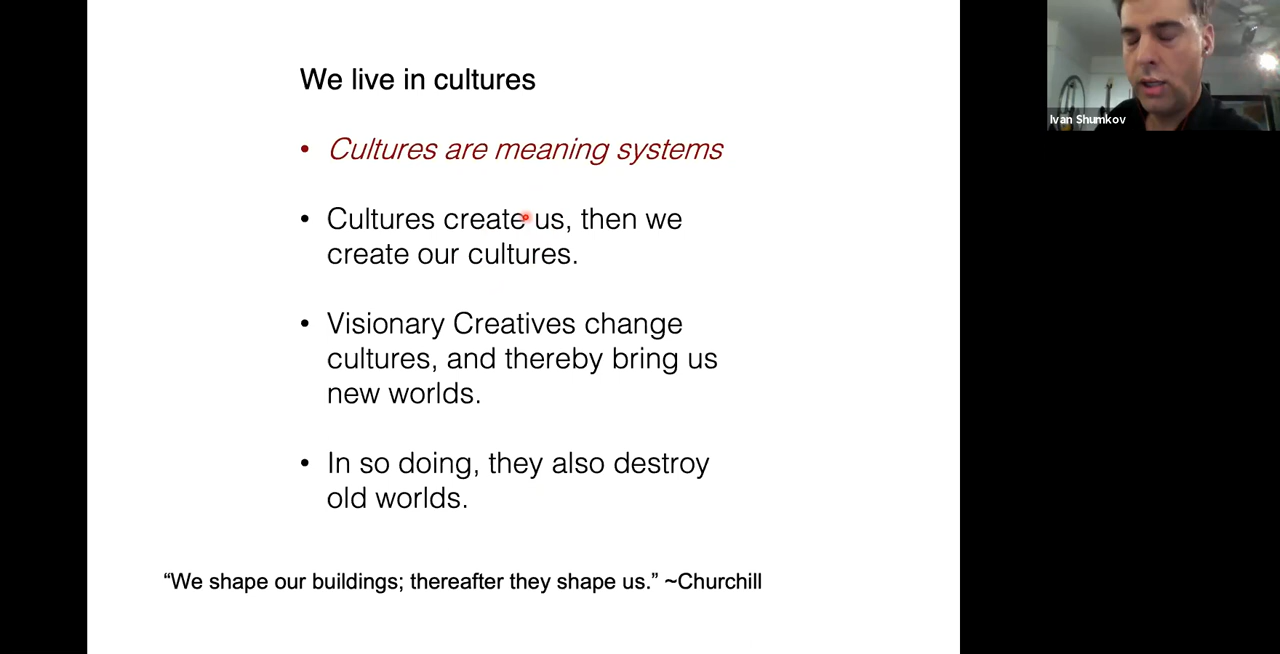 We live in cultures
• Cultures are meaning systems
• Cultures create us, then we
create our cultures.
• Visionary Creatives change
cultures, and thereby bring us
new worlds.
• In so doing, they also destroy
old worlds.
“We shape our buildings; thereafter they shape us.” ~Churchill
Ivan Shumkov